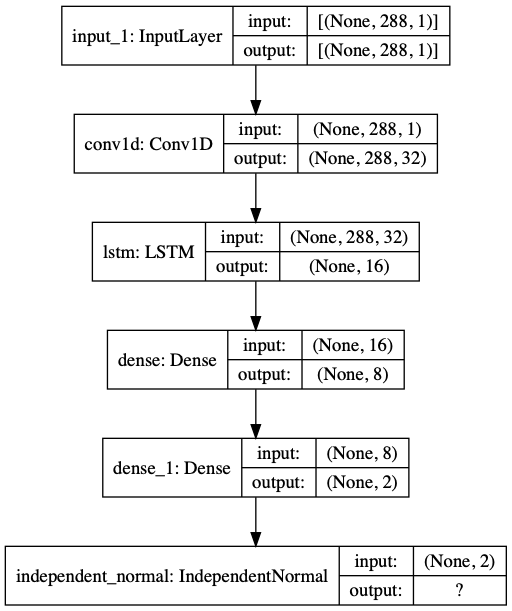 input_1: InputLayer
input:
[(None, 288, 1)]
output:
[(None, 288, 1)]
conv1d: Conv1D
input:
(None, 288, 1)
output:
(None, 288, 32)
lstm: LSTM
input:
(None, 288, 32)
output:
(None, 16)
dense: Dense
input:
(None, 16)
output:
(None, 8)
dense_1: Dense
input:
(None, 8)
output:
(None, 2)
independent_normal: IndependentNormal
input:
(None, 2)
output:
?